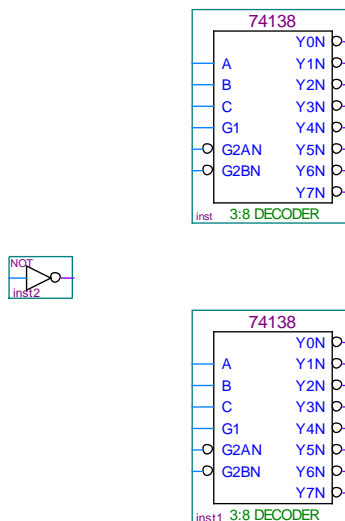 74138
Y0N
A Y1N
B Y2N
C Y3N
G1 Y4N
G2AN Y5N
G2BN Y6N
Y7N
inst 3:8 DECODER
NOT
inst2
74138
Y0N
A Y1N
B Y2N
C Y3N
G1 Y4N
G2AN Y5N
G2BN Y6N
Y7N
inst1 3:8 DECODER